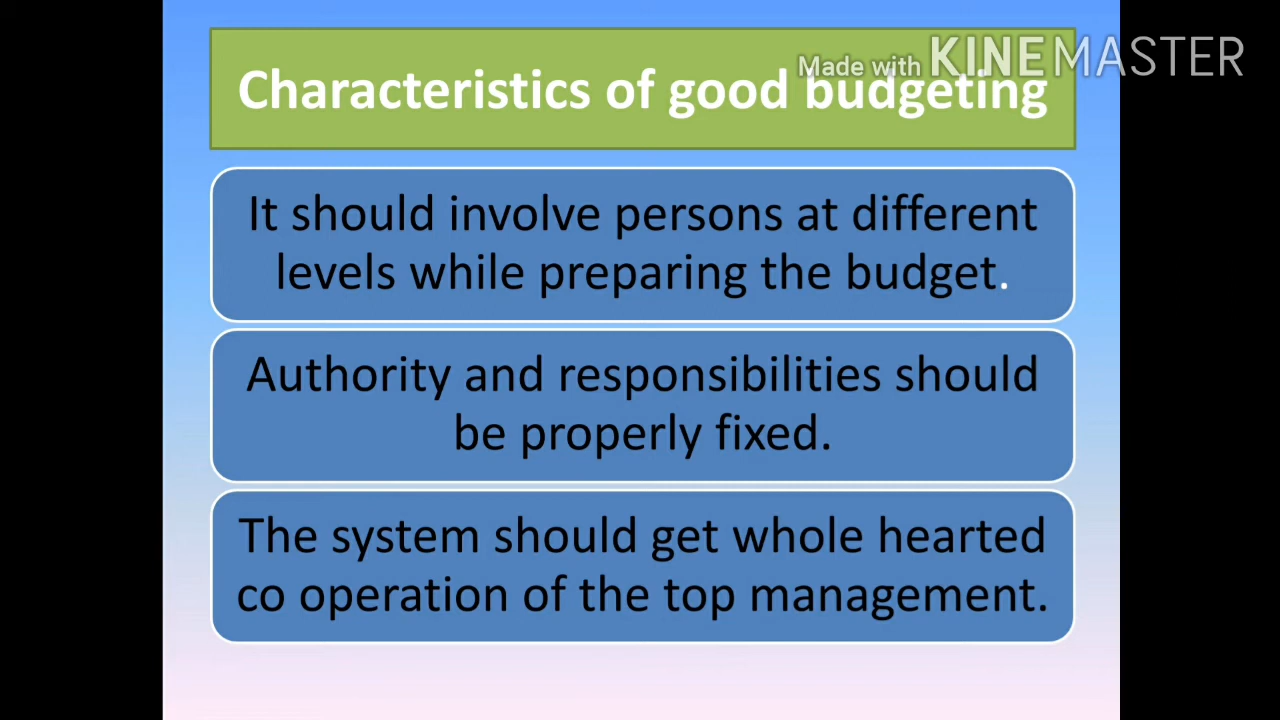 Made with KINEMASTER
Characteristics of good budgeting
It should involve persons at different
levels while preparing the budget.
Authority and responsibilities should
be properly fixed.
The system should get whole hearted
co operation of the top management.